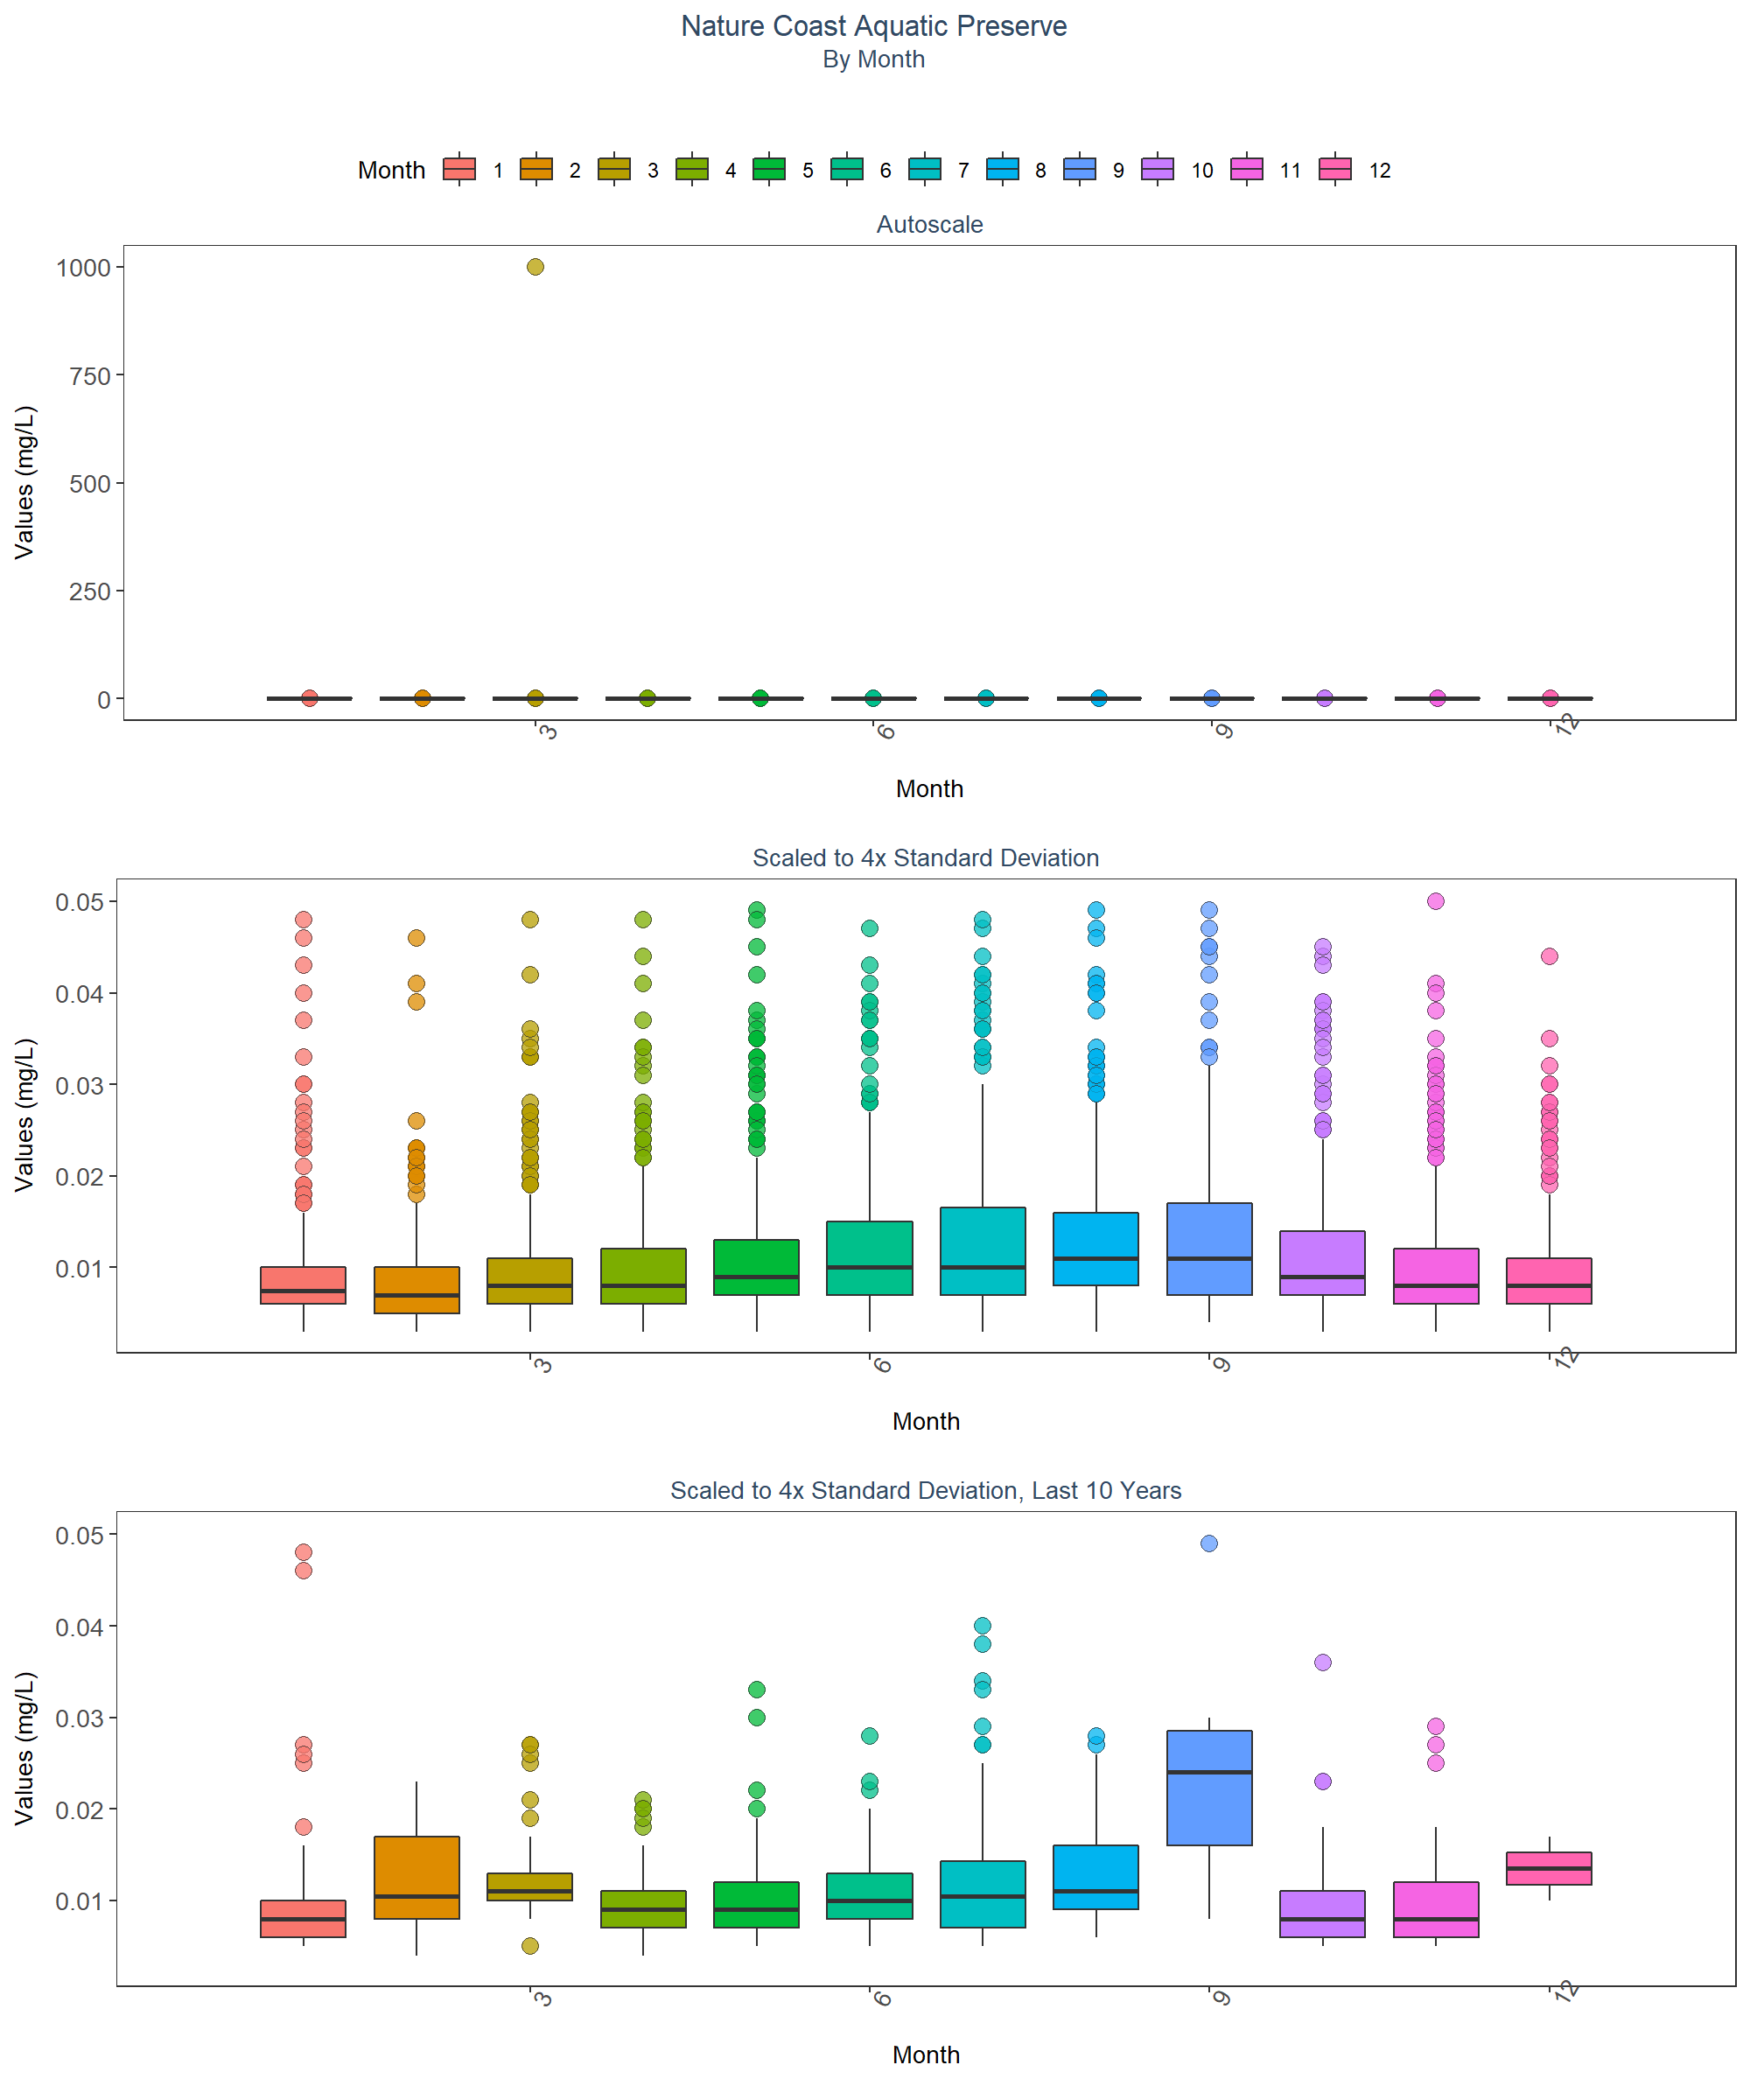 Nature Coast Aquatic Preserve
By Month
Month 1 2 3 4 5 6 7 8 9 10 11 12
Autoscale
Values (mg/L)
1000
750
500
250
0
3 6 9 12
Month
Scaled to 4x Standard Deviation
Values (mg/L)
0.05
0.04
0.03
0.02
0.01
3 6 9 12
Month
Scaled to 4x Standard Deviation, Last 10 Years
Values (mg/L)
0.05
0.04
0.03
0.02
0.01
3 6 9 12
Month